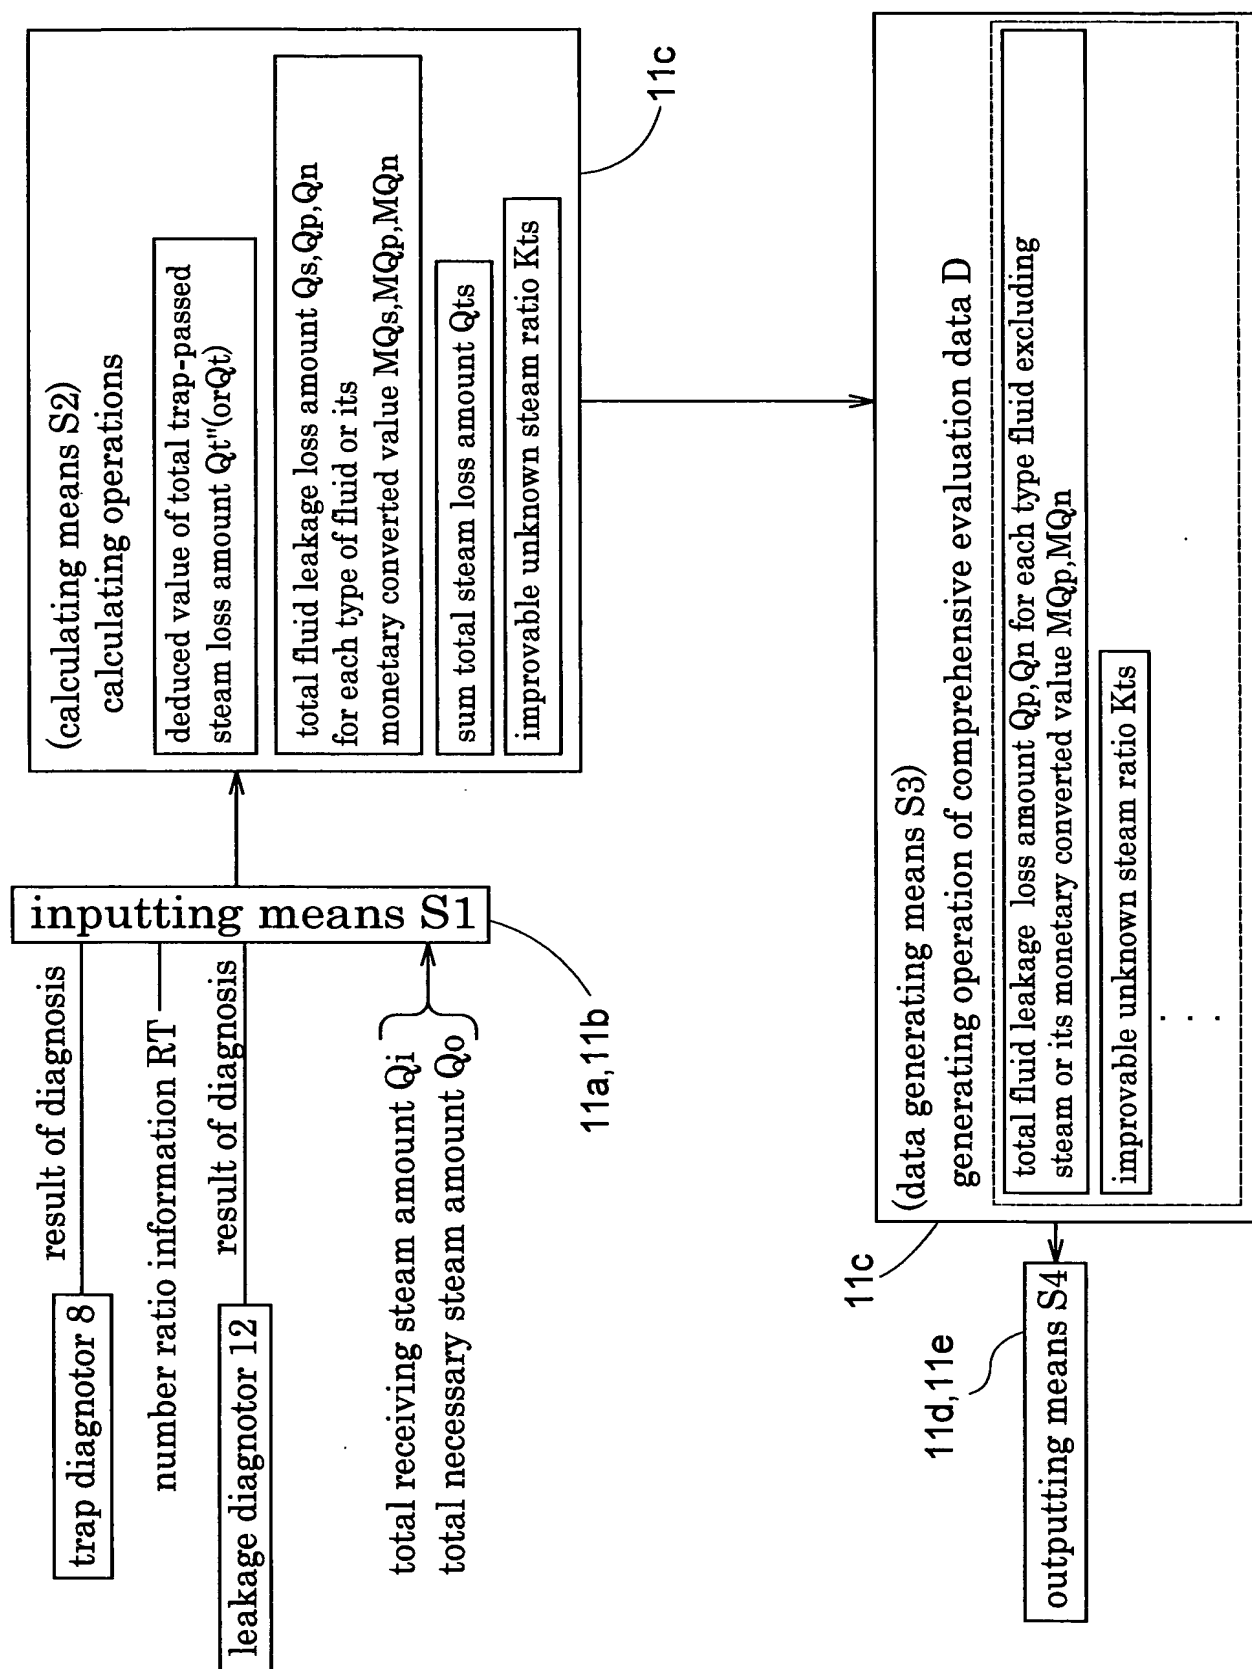 trap diagnotor 8
result of diagnosis
number ratio information RT
leakage diagnotor 12
result of diagnosis
total receiving steam amount Qi
total necessary steam amount Qo
inputting means S1
11a,11b
(calculating means S2)
calculating operations
deduced value of total trap-passed
steam loss amount Qt"(orQt)
total fluid leakage loss amount Qs,Qp,Qn
for each type of fluid or its
monetary converted value MQs,MQp,MQn
sum total steam loss amount Qts
improvable unknown steam ratio Kts
11c
(data generating means S3)
generating operation of comprehensive evaluation data D
total fluid leakage loss amount Qp,Qn for each type fluid excluding
steam or its monetary converted value MQp,MQn
improvable unknown steam ratio Kts
. . .
11c
outputting means S4
11d,11e